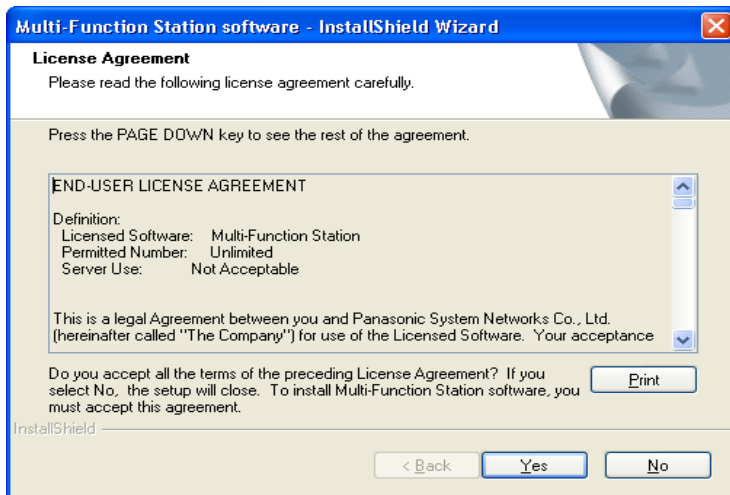 Multi-Function Station software - InstallShield Wizard
License Agreement
Please read the following license agreement carefully.
Press the PAGE DOWN key to see the rest of the agreement.
END-USER LICENSE AGREEMENT
Definition:
Licensed Software: Multi-Function Station
Permitted Number: Unlimited
Server Use: Not Acceptable
This is a legal Agreement between you and Panasonic System Networks Co., Ltd.
(hereinafter called "The Company") for use of the Licensed Software. Your acceptance
Do you accept all the terms of the preceding License Agreement? If you
select No, the setup will close. To install Multi-Function Station software, you
must accept this agreement.
Print
InstallShield
< Back Yes No